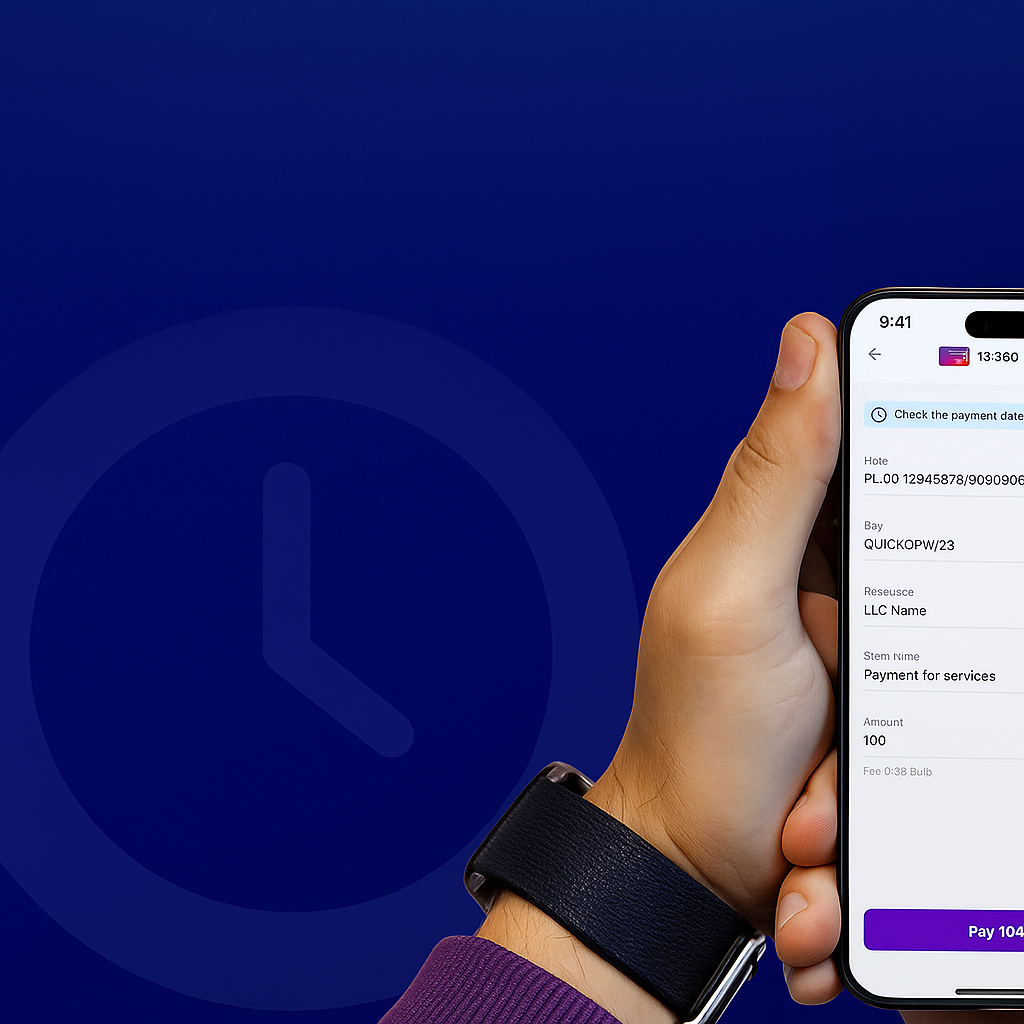 9:41
13:360
Check the payment date
Hote
PL.00 12945878/9090906
Bay
QUICKOPW/23
Reseusce
LLC Name
Stem Nime
Payment for services
Amount
100
Fee 0:38 Bulb
Pay 104